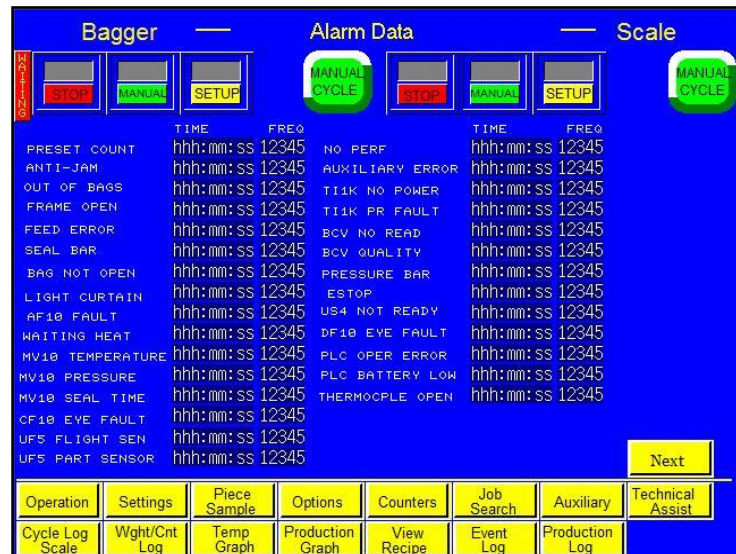 Bagger — Alarm Data — Scale
WAITING
STOP MANUAL SETUP MANUAL CYCLE STOP MANUAL SETUP MANUAL CYCLE
TIME FREQ TIME FREQ
PRESET COUNT hhh:mm:ss 12345 NO PERF hhh:mm:ss 12345
ANTI-JAM hhh:mm:ss 12345 AUXILIARY ERROR hhh:mm:ss 12345
OUT OF BAGS hhh:mm:ss 12345 TI1K NO POWER hhh:mm:ss 12345
FRAME OPEN hhh:mm:ss 12345 TI1K PR FAULT hhh:mm:ss 12345
FEED ERROR hhh:mm:ss 12345 BCV NO READ hhh:mm:ss 12345
SEAL BAR hhh:mm:ss 12345 BCV QUALITY hhh:mm:ss 12345
BAG NOT OPEN hhh:mm:ss 12345 PRESSURE BAR hhh:mm:ss 12345
LIGHT CURTAIN hhh:mm:ss 12345 ESTOP hhh:mm:ss 12345
AF10 FAULT hhh:mm:ss 12345 US4 NOT READY hhh:mm:ss 12345
WAITING HEAT hhh:mm:ss 12345 DF10 EYE FAULT hhh:mm:ss 12345
MV10 TEMPERATURE hhh:mm:ss 12345 PLC OPER ERROR hhh:mm:ss 12345
MV10 PRESSURE hhh:mm:ss 12345 PLC BATTERY LOW hhh:mm:ss 12345
MV10 SEAL TIME hhh:mm:ss 12345 THERMOCPLE OPEN hhh:mm:ss 12345
CF10 EYE FAULT hhh:mm:ss 12345
UF5 FLIGHT SEN hhh:mm:ss 12345
UF5 PART SENSOR hhh:mm:ss 12345
Next
Operation Settings Piece Sample Options Counters Job Search Auxiliary Technical Assist
Cycle Log Scale Wght/Cnt Log Temp Graph Production Graph View Recipe Event Log Production Log